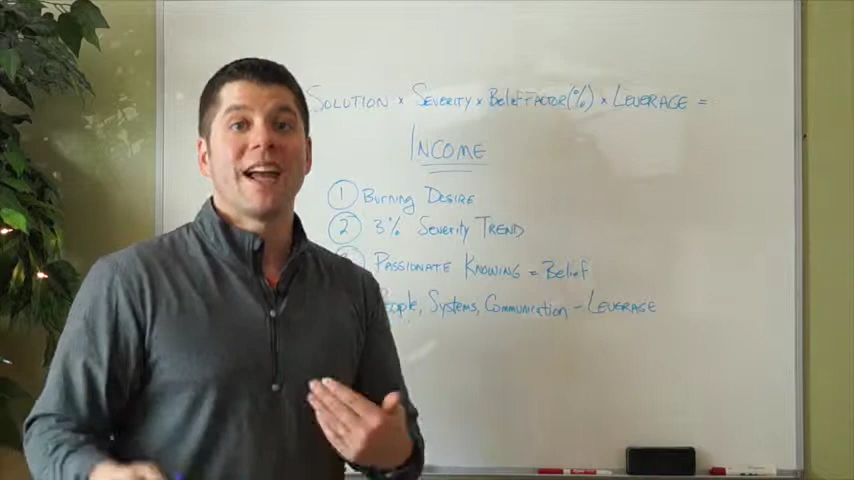 Solution x Severity x Belief Factor (%) x Leverage =
Income
1 Burning Desire
2 3% Severity Trend
Passionate Knowing = Belief
People, Systems, Communication - Leverage